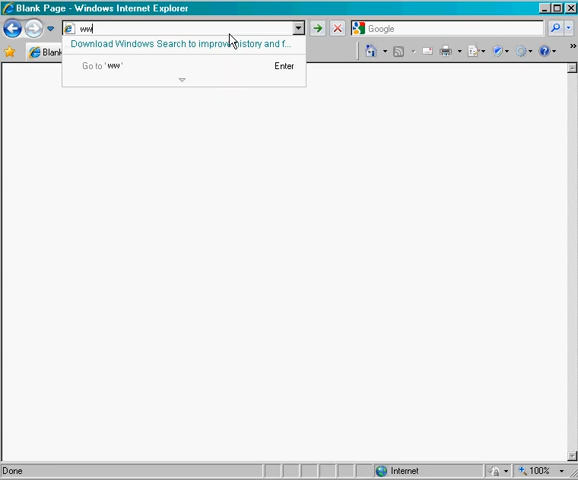 Blank Page - Windows Internet Explorer
ww
Google
Download Windows Search to improve history and f...
Blank
Go to 'ww'
Enter
Done
Internet
100%